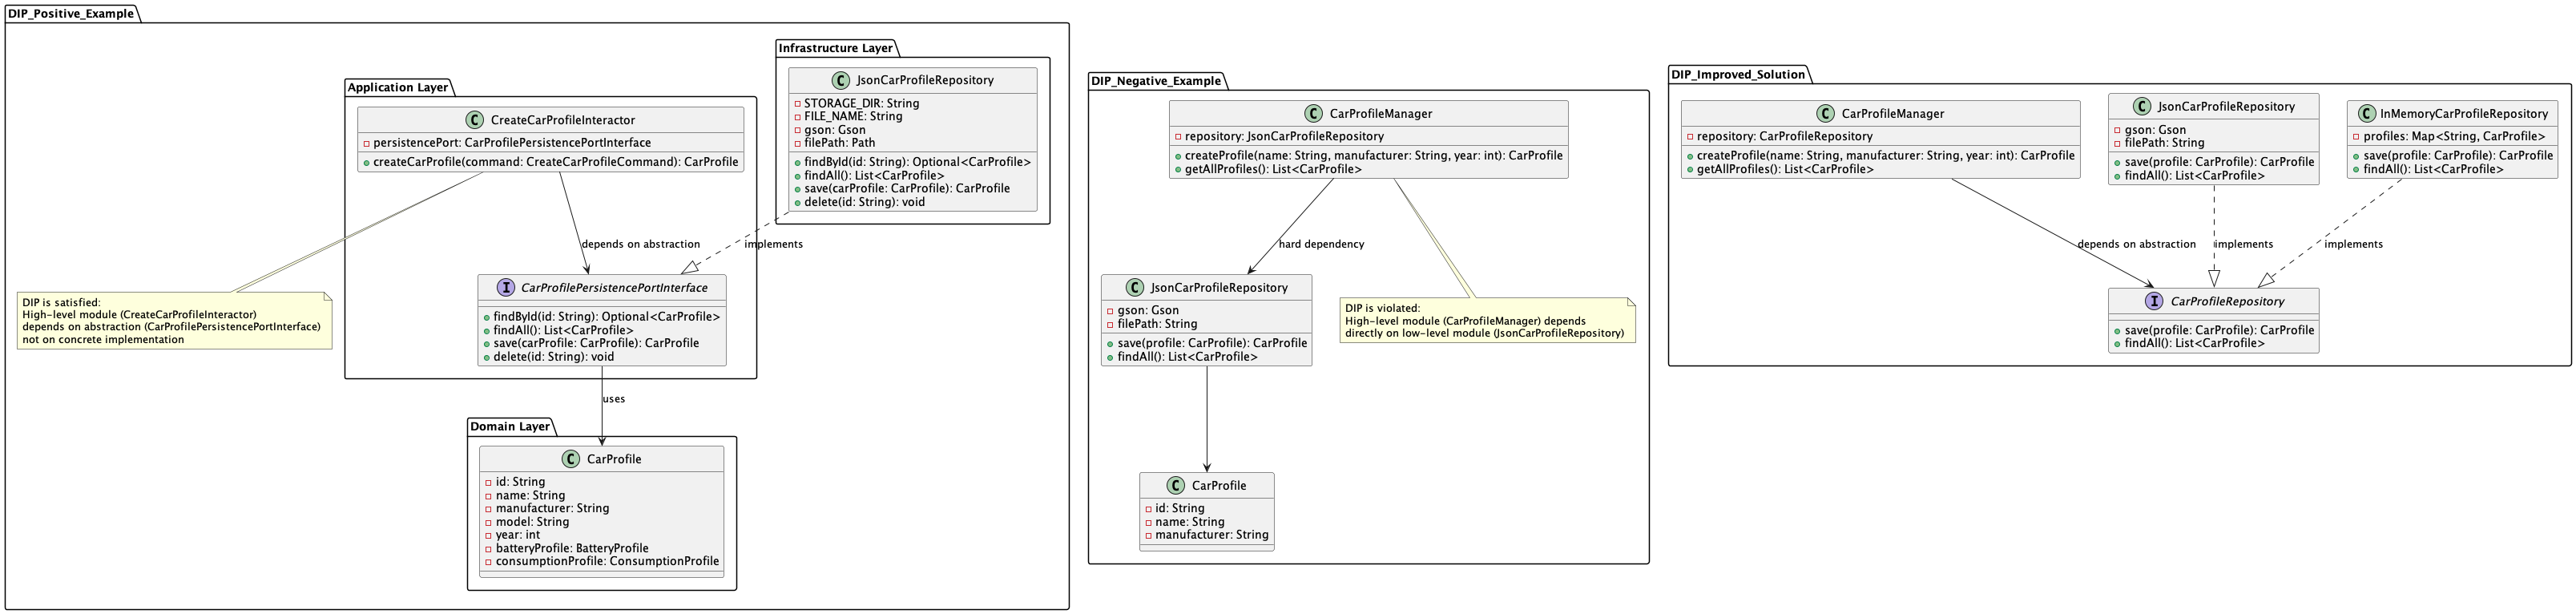 DIP_Positive_Example
Infrastructure Layer
C JsonCarProfileRepository
STORAGE_DIR: String
FILE_NAME: String
gson: Gson
filePath: Path
findById(id: String): Optional<CarProfile>
findAll(): List<CarProfile>
save(carProfile: CarProfile): CarProfile
delete(id: String): void
Application Layer
C CreateCarProfileInteractor
persistencePort: CarProfilePersistencePortInterface
createCarProfile(command: CreateCarProfileCommand): CarProfile
depends on abstraction
implements
DIP is satisfied:
High-level module (CreateCarProfileInteractor)
depends on abstraction (CarProfilePersistencePortInterface)
not on concrete implementation
I CarProfilePersistencePortInterface
findById(id: String): Optional<CarProfile>
findAll(): List<CarProfile>
save(carProfile: CarProfile): CarProfile
delete(id: String): void
uses
Domain Layer
C CarProfile
id: String
name: String
manufacturer: String
model: String
year: int
batteryProfile: BatteryProfile
consumptionProfile: ConsumptionProfile
DIP_Negative_Example
C CarProfileManager
repository: JsonCarProfileRepository
createProfile(name: String, manufacturer: String, year: int): CarProfile
getAllProfiles(): List<CarProfile>
hard dependency
C JsonCarProfileRepository
gson: Gson
filePath: String
save(profile: CarProfile): CarProfile
findAll(): List<CarProfile>
DIP is violated:
High-level module (CarProfileManager) depends
directly on low-level module (JsonCarProfileRepository)
C CarProfile
id: String
name: String
manufacturer: String
DIP_Improved_Solution
C CarProfileManager
repository: CarProfileRepository
createProfile(name: String, manufacturer: String, year: int): CarProfile
getAllProfiles(): List<CarProfile>
C JsonCarProfileRepository
gson: Gson
filePath: String
save(profile: CarProfile): CarProfile
findAll(): List<CarProfile>
C InMemoryCarProfileRepository
profiles: Map<String, CarProfile>
save(profile: CarProfile): CarProfile
findAll(): List<CarProfile>
depends on abstraction
implements
implements
I CarProfileRepository
save(profile: CarProfile): CarProfile
findAll(): List<CarProfile>